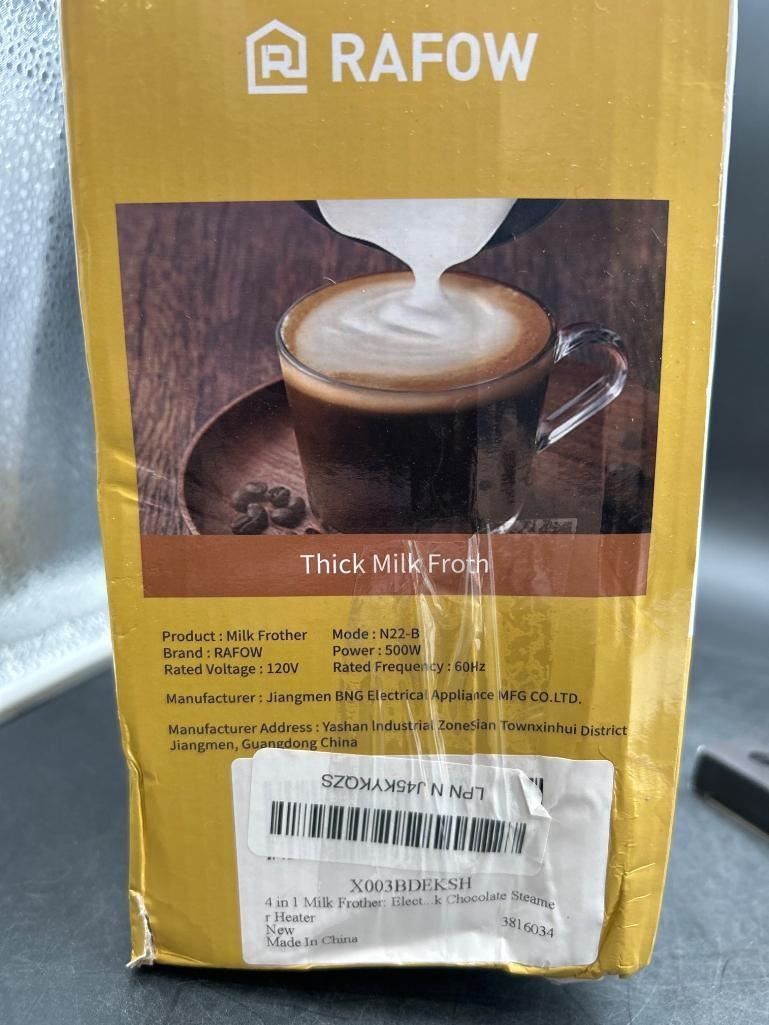 RAFOW
Thick Milk Froth
Product : Milk Frother Mode : N22-B
Brand : RAFOW Power : 500W
Rated Voltage : 120V Rated Frequency : 60Hz
Manufacturer : Jiangmen BNG Electrical Appliance MFG CO.LTD.
Manufacturer Address : Yashan Industrial ZoneSian Townxinhui District
Jiangmen, Guangdong China
LPN N J45KYKQZS
X003BDEKSH
4 in 1 Milk Frother: Elect...k Chocolate Steame
r Heater
New
3816034
Made In China